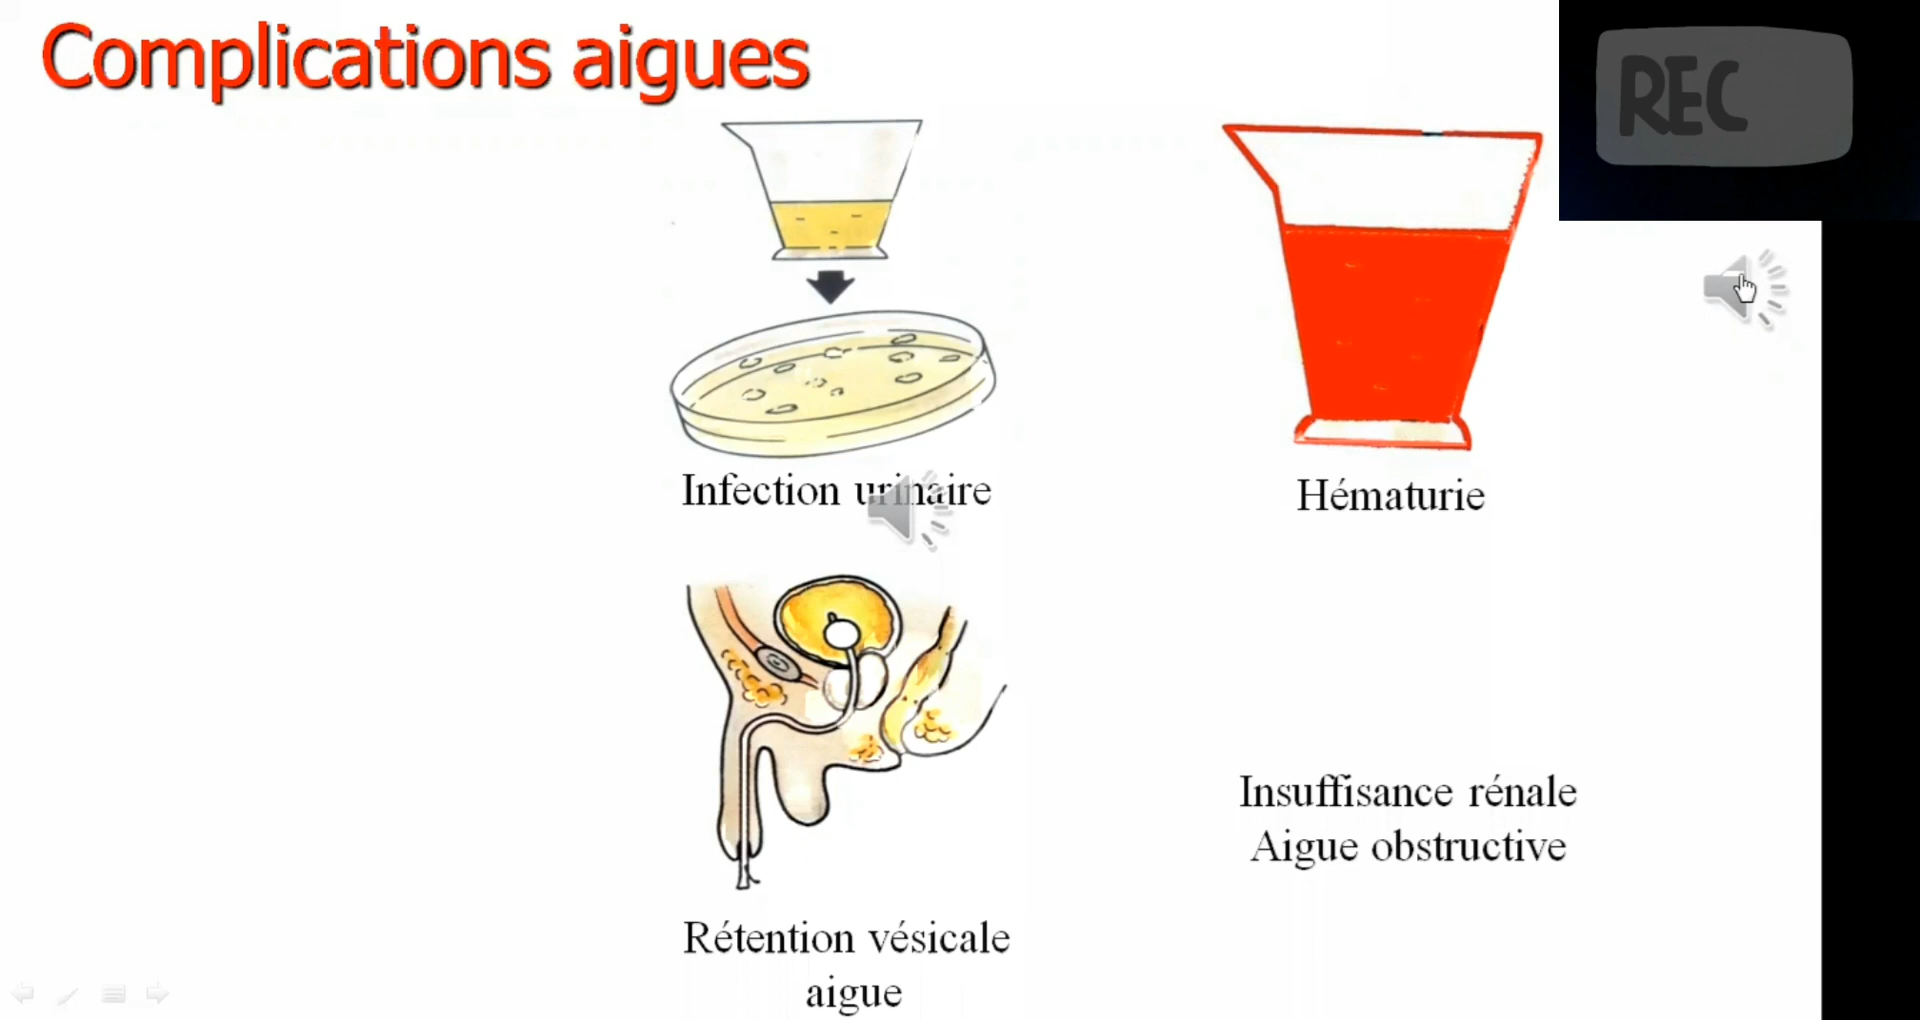 Complications aigues
REC
Infection urinaire
Hématurie
Insuffisance rénale
Aigue obstructive
Rétention vésicale
aigue